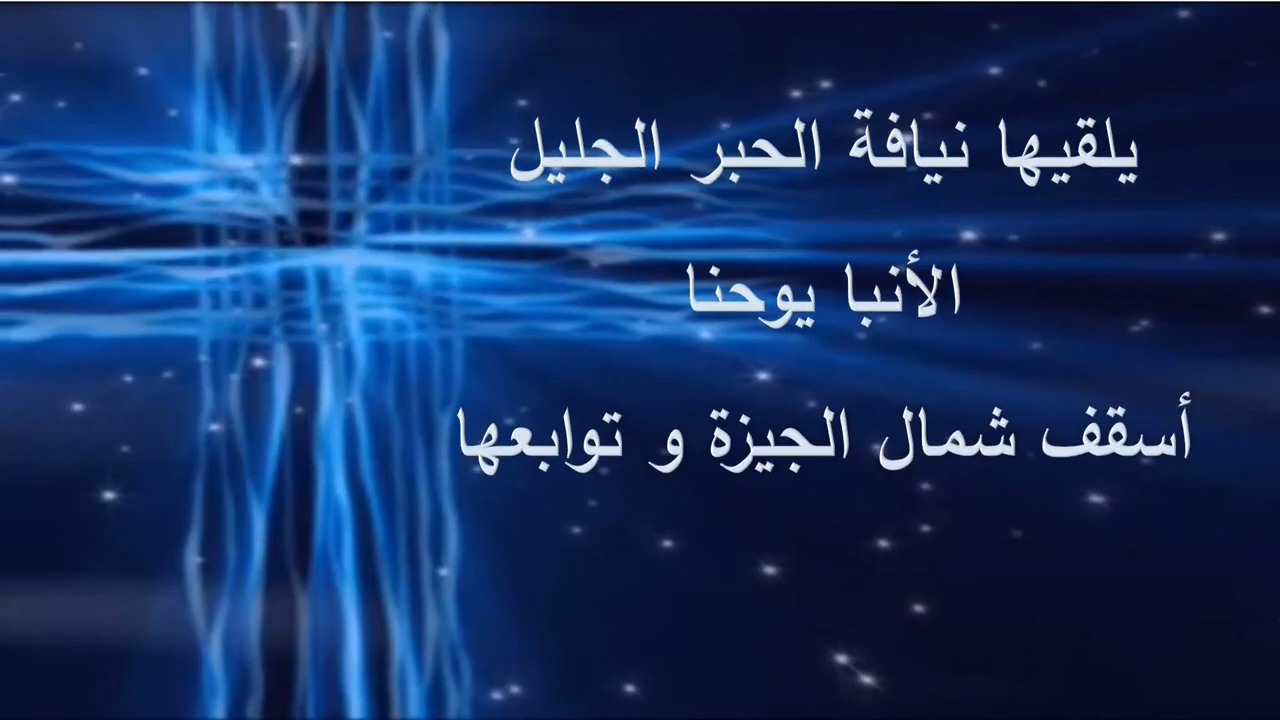 يلقيها نيافة الحبر الجليل
الأنبا يوحنا
أسقف شمال الجيزة و توابعها